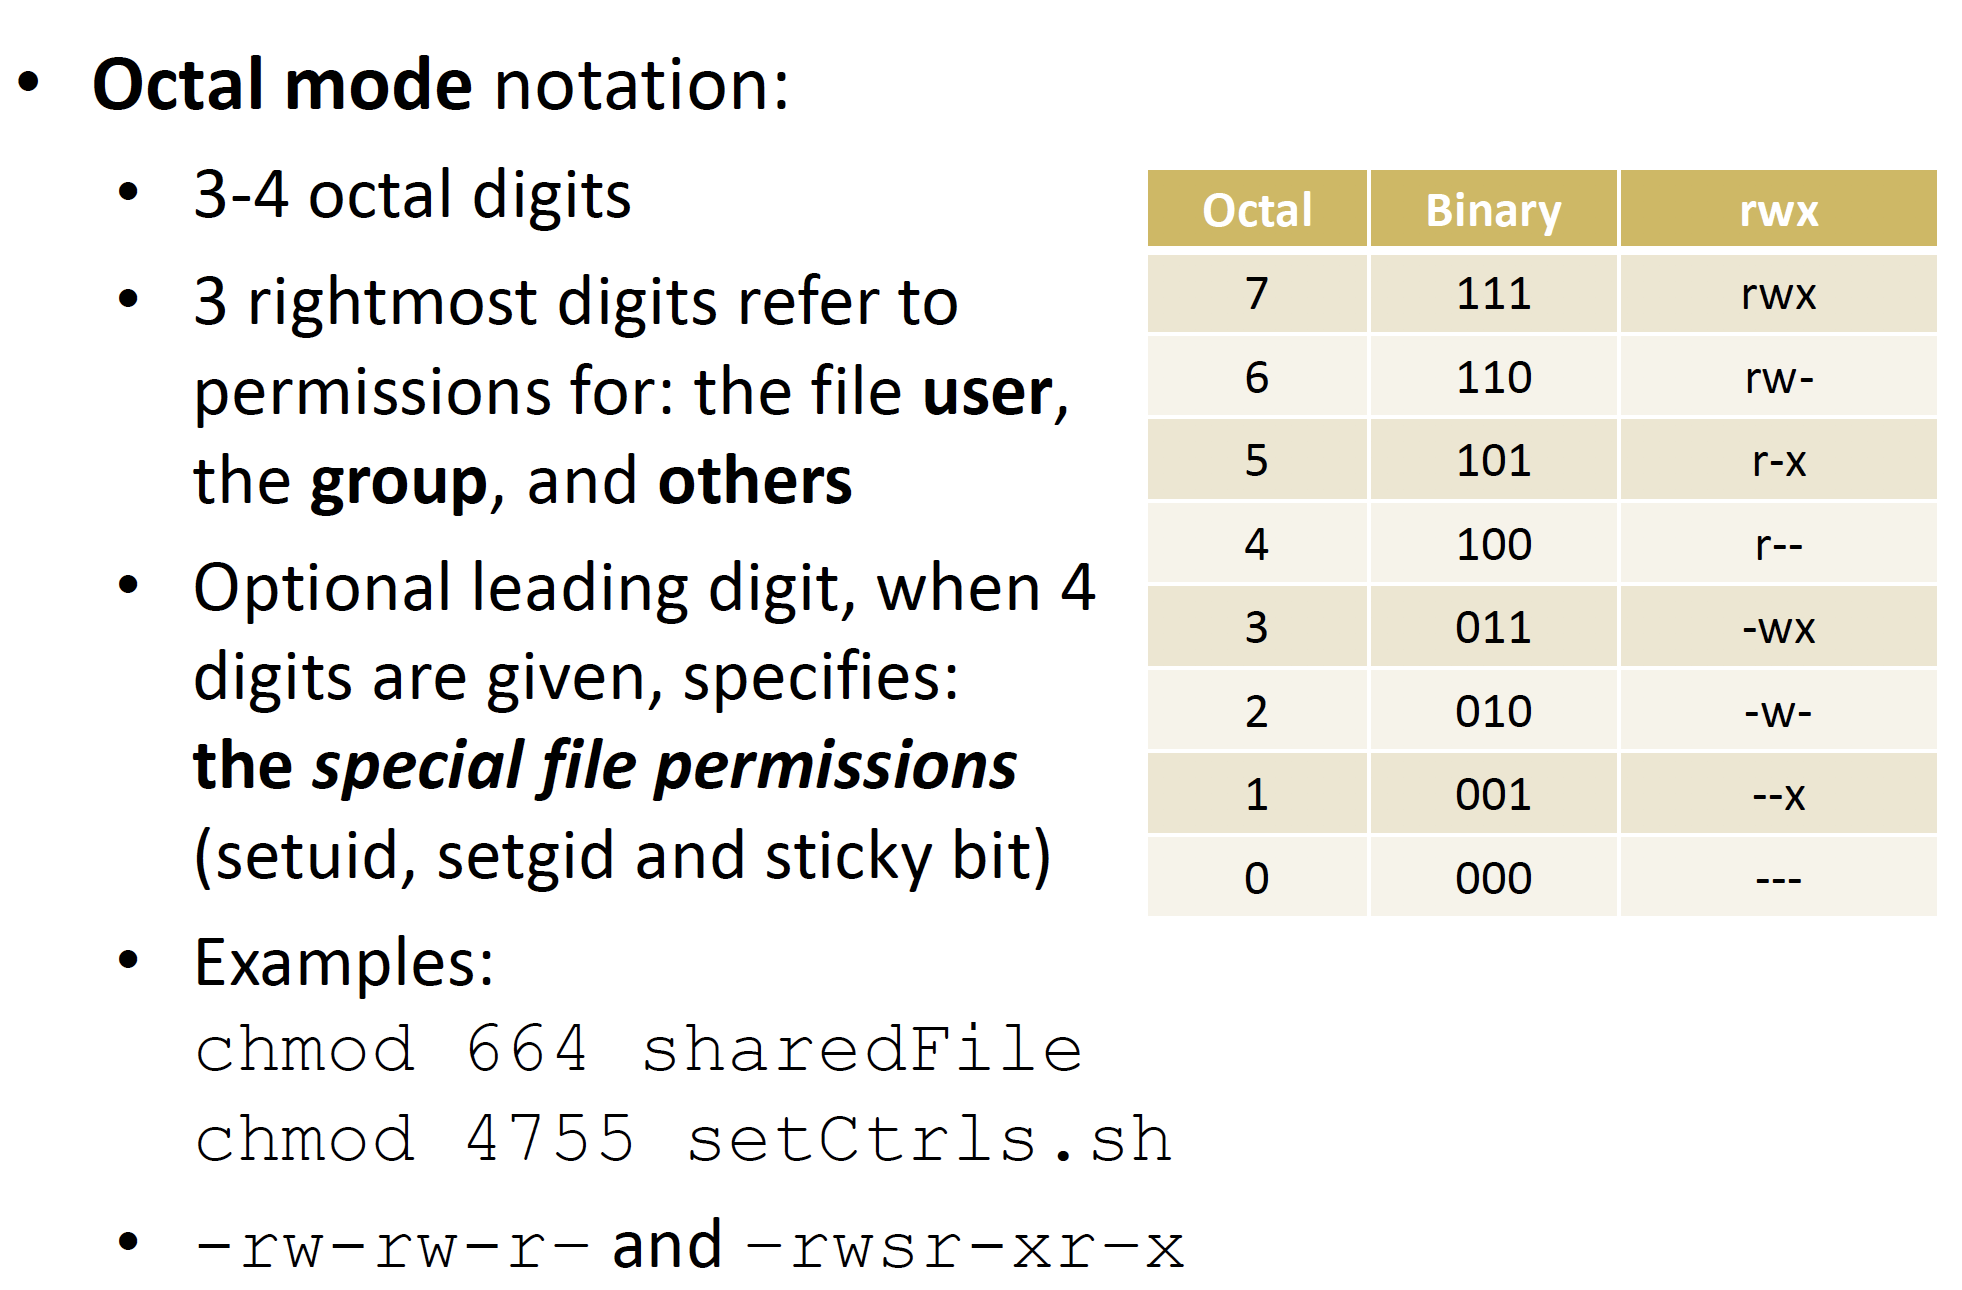 • Octal mode notation:
• 3-4 octal digits
• 3 rightmost digits refer to
permissions for: the file user,
the group, and others
• Optional leading digit, when 4
digits are given, specifies:
the special file permissions
(setuid, setgid and sticky bit)
• Examples:
chmod 664 sharedFile
chmod 4755 setCtrls.sh
• -rw-rw-r– and –rwsr-xr–x
Octal Binary rwx
7 111 rwx
6 110 rw-
5 101 r-x
4 100 r--
3 011 -wx
2 010 -w-
1 001 --x
0 000 ---